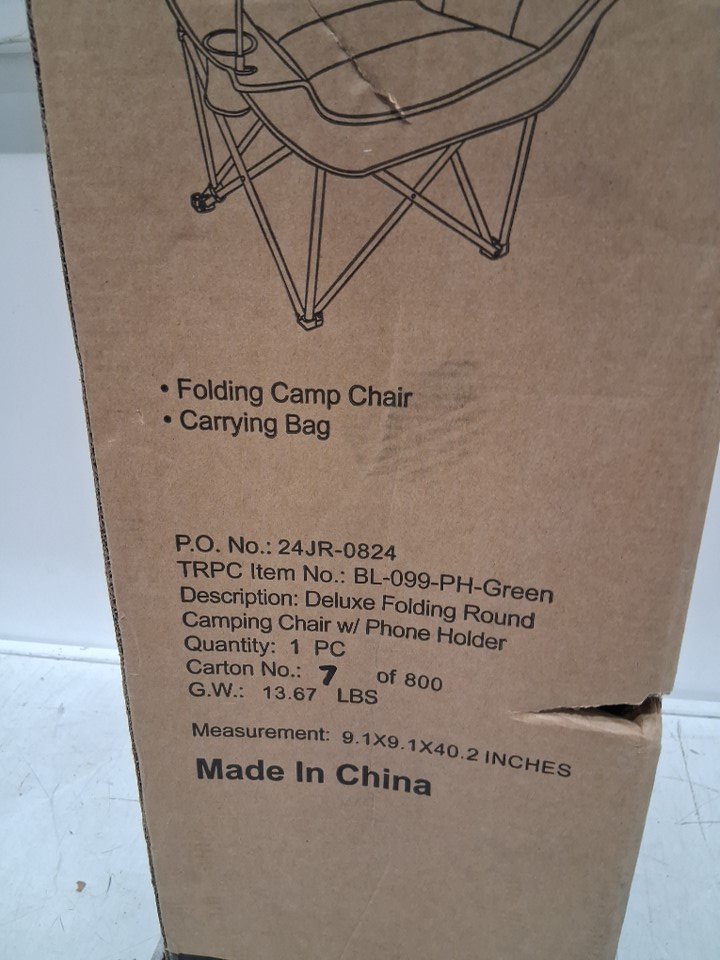 • Folding Camp Chair
• Carrying Bag
P.O. No.: 24JR-0824
TRPC Item No.: BL-099-PH-Green
Description: Deluxe Folding Round
Camping Chair w/ Phone Holder
Quantity: 1 PC
Carton No.: 7 of 800
G.W.: 13.67 LBS
Measurement: 9.1X9.1X40.2 INCHES
Made In China